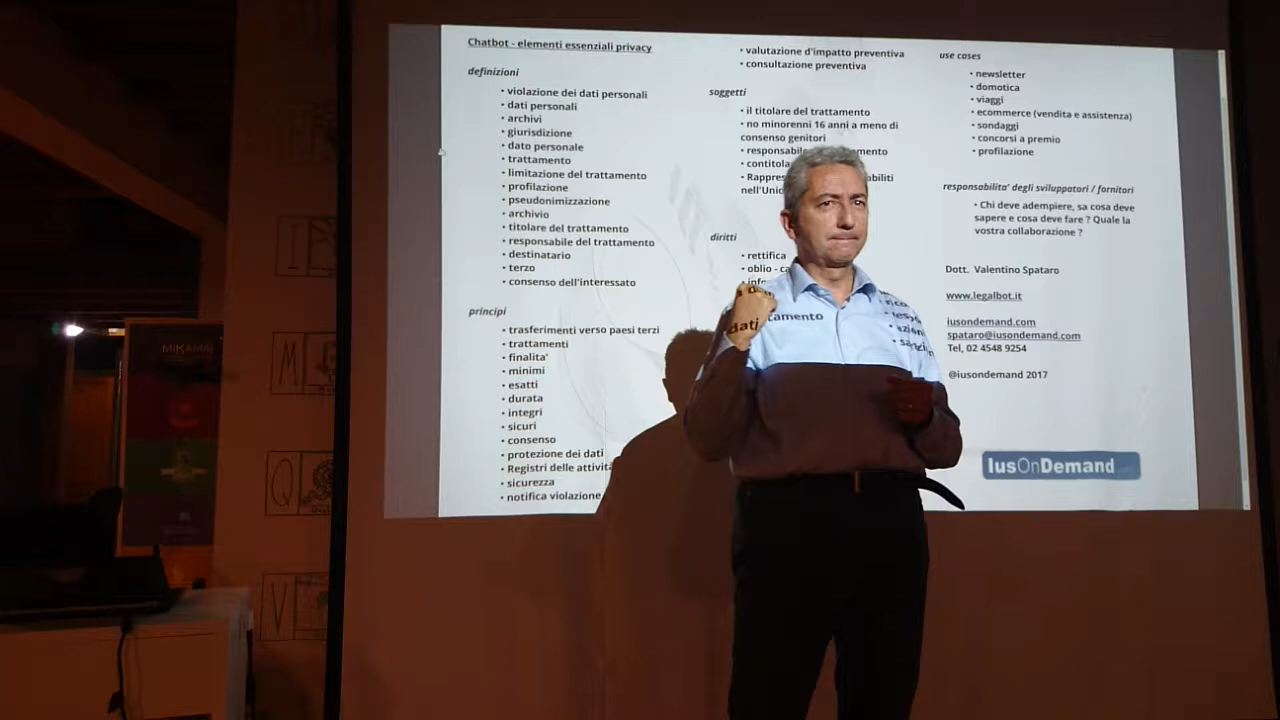 Chatbot - elementi essenziali privacy
definizioni
• violazione dei dati personali
• dati personali
• archivi
• giurisdizione
• dato personale
• trattamento
• limitazione del trattamento
• profilazione
• pseudonimizzazione
• archivio
• titolare del trattamento
• responsabile del trattamento
• destinatario
• terzo
• consenso dell'interessato
principi
• trasferimenti verso paesi terzi
• trattamenti
• finalita'
• minimi
• esatti
• durata
• integri
• sicuri
• consenso
• protezione dei dati
• Registri delle attività
• sicurezza
• notifica violazione
• valutazione d'impatto preventiva
• consultazione preventiva
soggetti
• il titolare del trattamento
• no minorenni 16 anni a meno di
consenso genitori
•
•
•
nell'
diritti
• rettifica
• oblio
dati
use cases
• newsletter
• domotica
• viaggi
• ecommerce (vendita e assistenza)
• sondaggi
• concorsi a premio
• profilazione
responsabilita' degli sviluppatori / fornitori
• Chi deve adempiere, sa cosa deve
sapere e cosa deve fare ? Quale la
vostra collaborazione ?
Dott. Valentino Spataro
www.legalbot.it
iusondemand.com
spataro@iusondemand.com
Tel, 02 4548 9254
@iusondemand 2017
IusOnDemand
MIKAMAI
M
Q
V